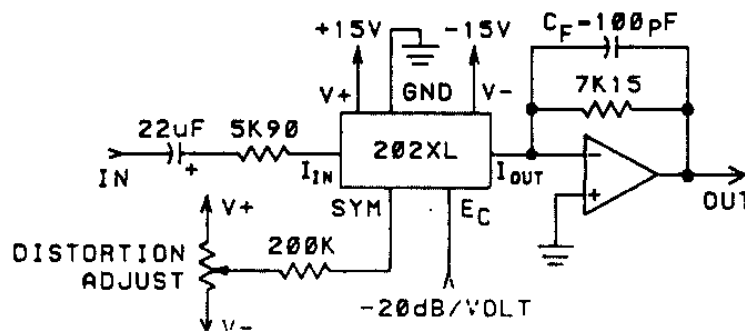 +15V
-15V
C_F=100pF
V+
GND
V-
7K15
22uF
5K90
202XL
IN
+
I_IN
I_OUT
-
+
OUT
SYM
E_C
V+
200K
DISTORTION
ADJUST
-20dB/VOLT
V-